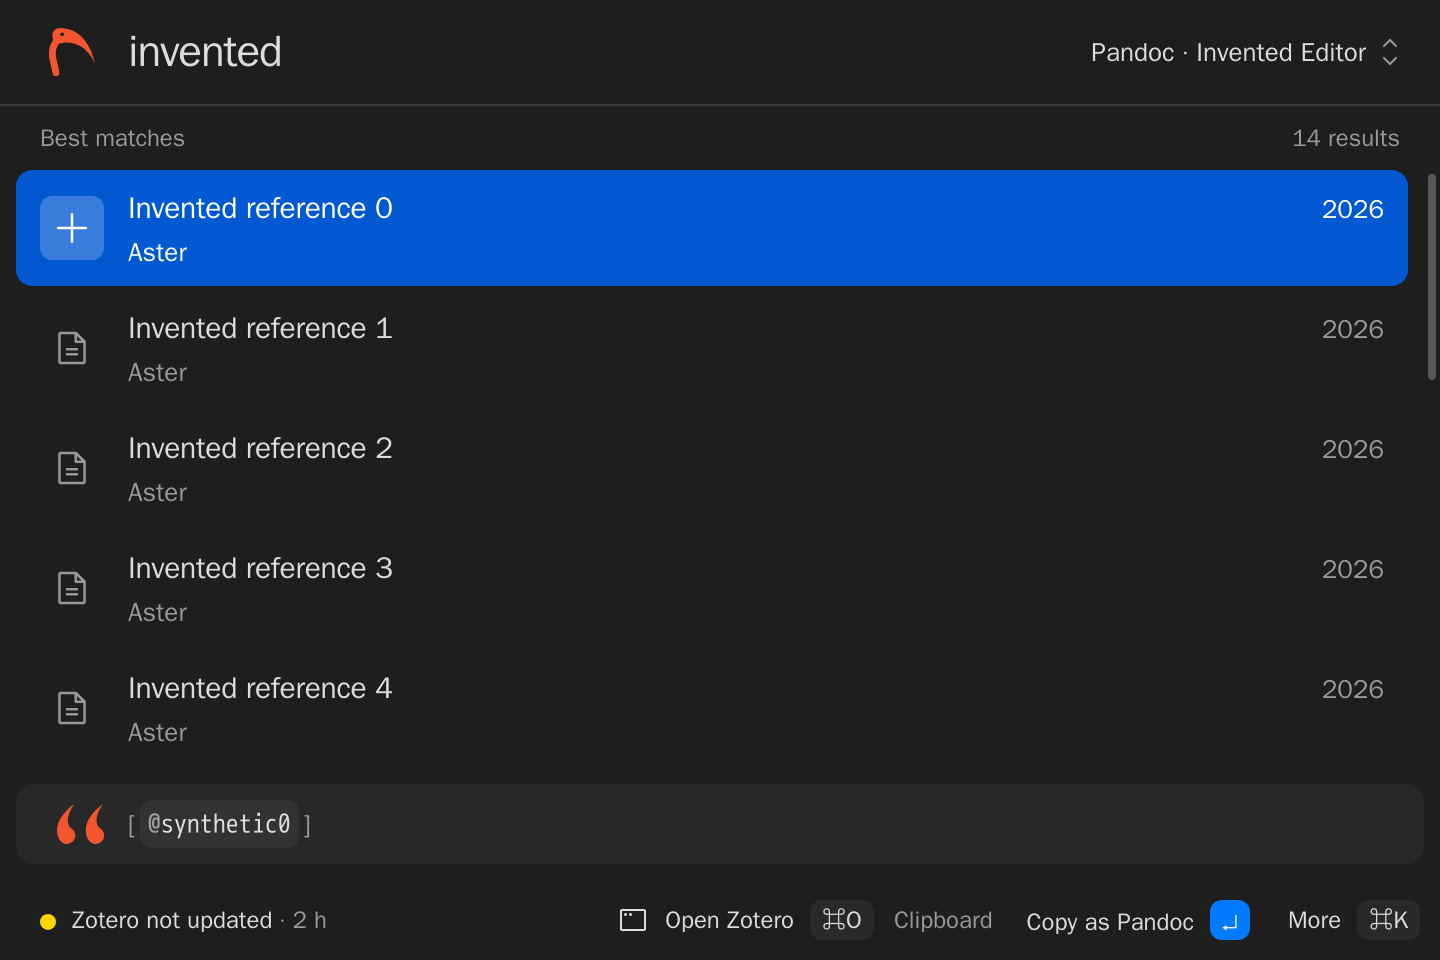 invented
Pandoc · Invented Editor
Best matches
14 results
Invented reference 0
2026
Aster
Invented reference 1
2026
Aster
Invented reference 2
2026
Aster
Invented reference 3
2026
Aster
Invented reference 4
2026
Aster
[ @synthetic0 ]
Zotero not updated · 2 h
Open Zotero ⌘O Clipboard Copy as Pandoc ↵ More ⌘K